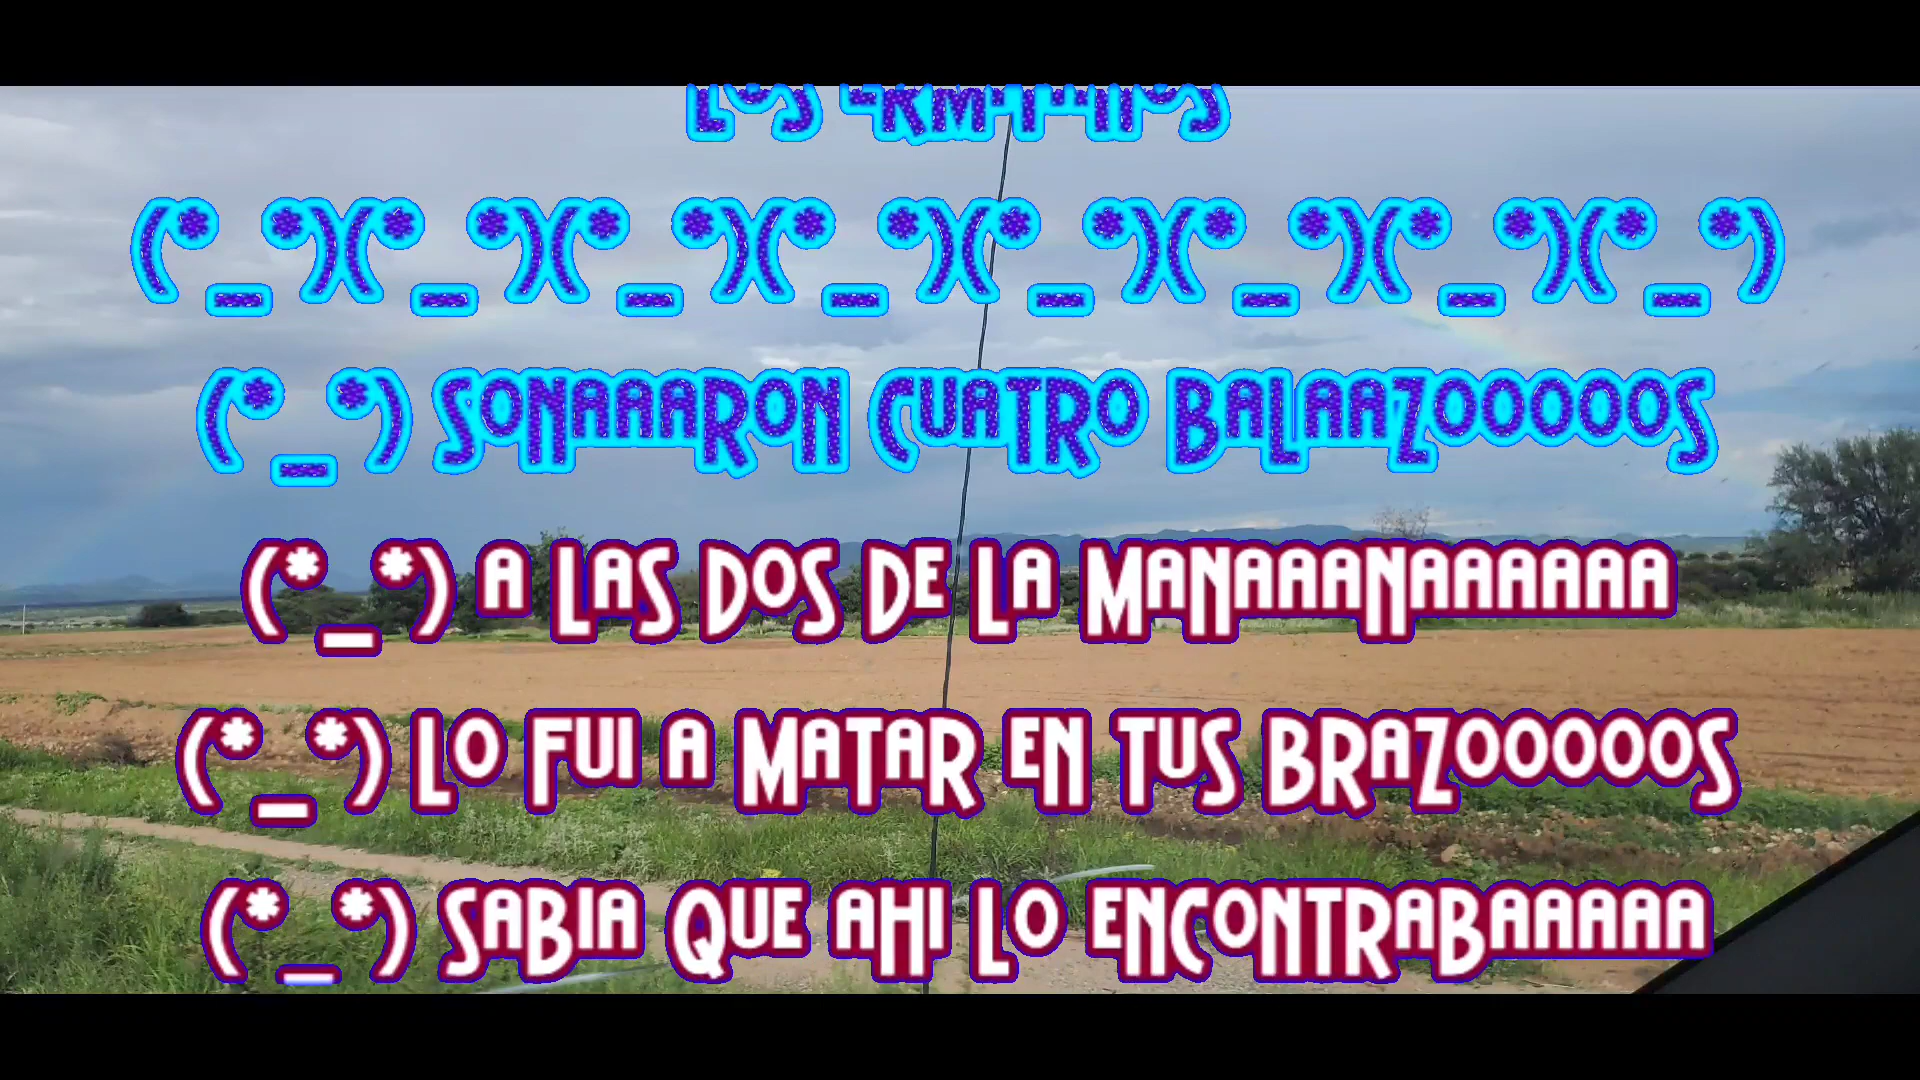 LOS
(*_*)(*_*)(*_*)(*_*)(*_*)(*_*)(*_*)(*_*)
(*_*) SONAAARON CUATRO BALAAZOOOOOS
(*_*) A LAS DOS DE LA MANAAANAAAAAA
(*_*) LO FUI A MATAR EN TUS BRAZOOOOOS
(*_*) SABIA QUE AHI LO ENCONTRABAAAAA